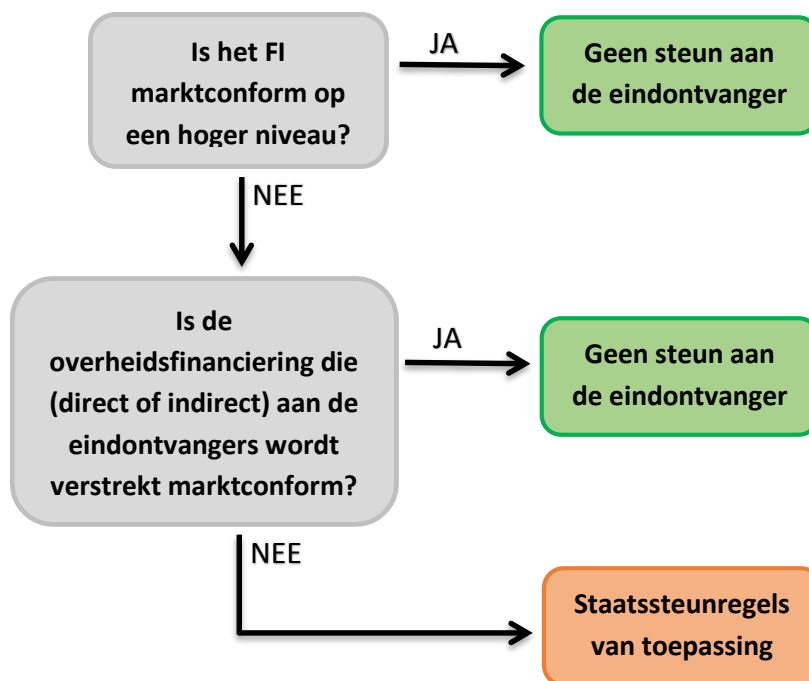 Is het FI
marktconform op
een hoger niveau?
JA
Geen steun aan
de eindontvanger
NEE
Is de
overheidsfinanciering die
(direct of indirect) aan de
eindontvangers wordt
verstrekt marktconform?
JA
Geen steun aan
de eindontvanger
NEE
Staatssteunregels
van toepassing